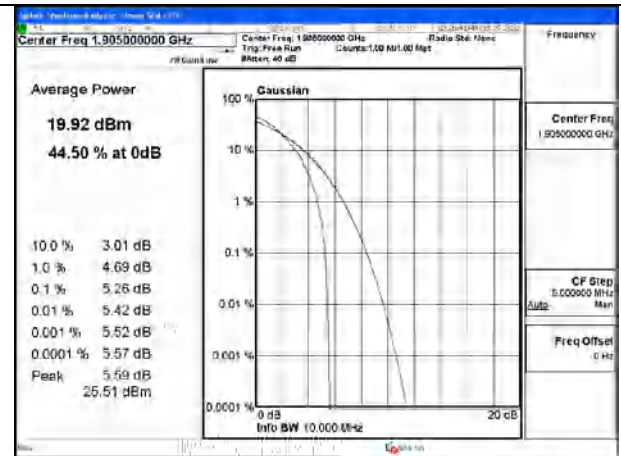 Center Freq 1.905000000 GHz
Center Freq: 1.905000000 GHz
Radio Std: None
Trig: Free Run
Counts:1.00 M/1.00 Mpt
#Atten: 40 dB
Frequency
Average Power
19.92 dBm
44.50 % at 0dB
10.0 % 3.01 dB
1.0 % 4.69 dB
0.1 % 5.26 dB
0.01 % 5.42 dB
0.001 % 5.52 dB
0.0001 % 5.57 dB
Peak 5.59 dB
25.51 dBm
Gaussian
100 %
10 %
1 %
0.1 %
0.01 %
0.001 %
0.0001 %
0 dB
20 dB
Info BW 10.000 MHz
Center Freq
1.905000000 GHz
CF Step
5.000000 MHz
Auto Man
Freq Offset
0 Hz